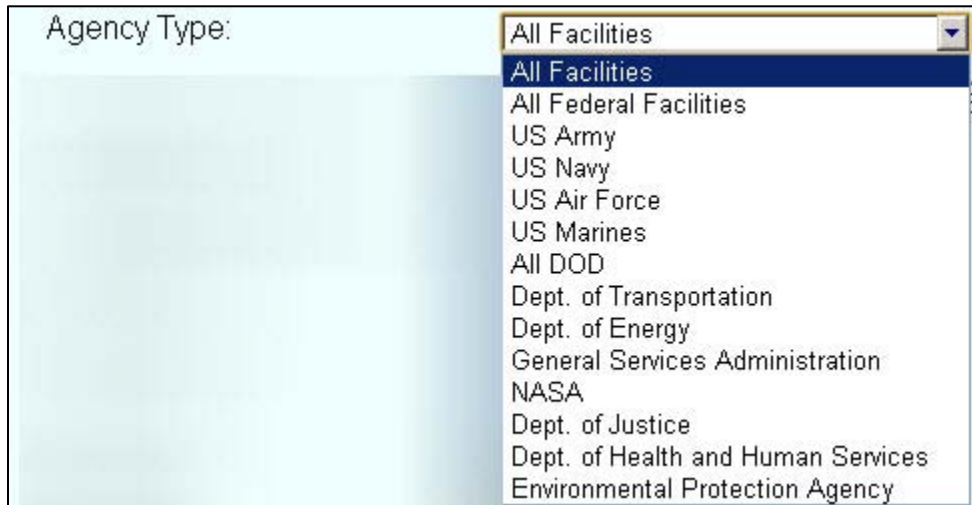 Agency Type:
All Facilities
All Facilities
All Federal Facilities
US Army
US Navy
US Air Force
US Marines
All DOD
Dept. of Transportation
Dept. of Energy
General Services Administration
NASA
Dept. of Justice
Dept. of Health and Human Services
Environmental Protection Agency